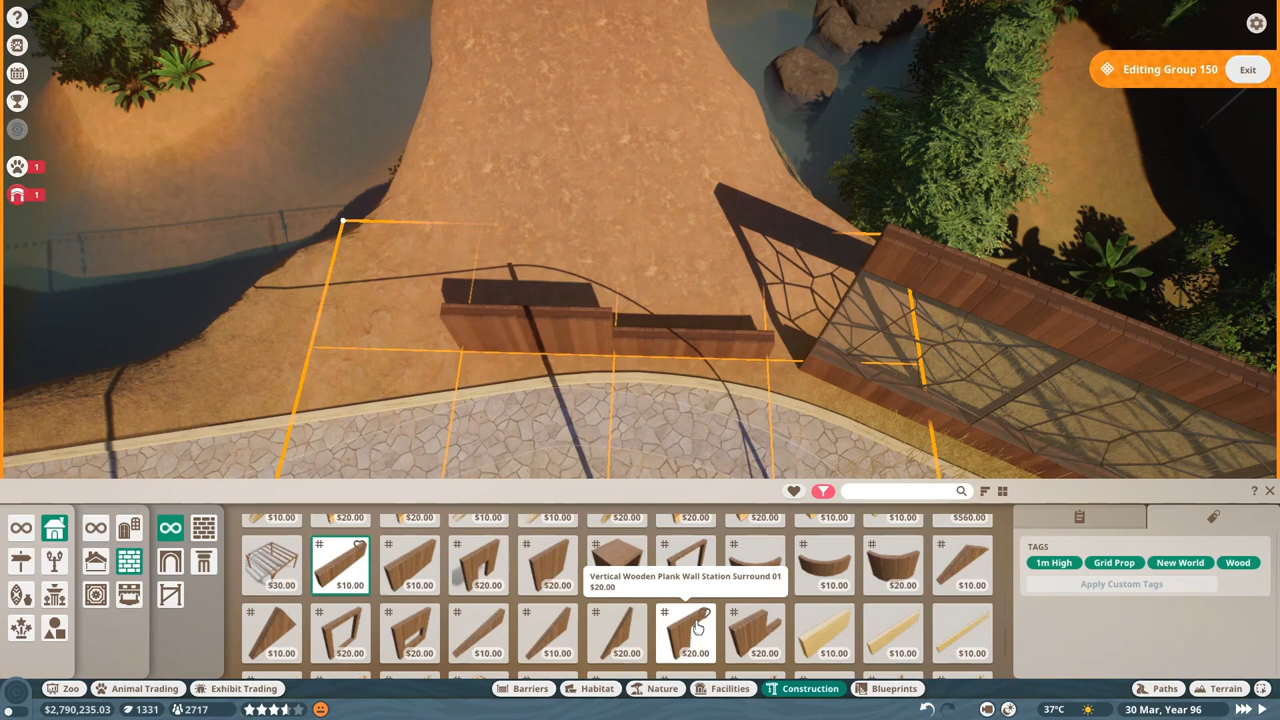 ?
Editing Group 150
Exit
1
1
?
$10.00
$20.00
$20.00
$10.00
$10.00
$20.00
$20.00
$20.00
$10.00
$10.00
$560.00
$30.00
$10.00
$10.00
$20.00
$20.00
$10.00
$20.00
$10.00
Vertical Wooden Plank Wall Station Surround 01
$20.00
$10.00
$20.00
$20.00
$10.00
$10.00
$20.00
$20.00
$20.00
$10.00
$10.00
$10.00
TAGS
1m High
Grid Prop
New World
Wood
Apply Custom Tags
Zoo
Animal Trading
Exhibit Trading
Barriers
Habitat
Nature
Facilities
Construction
Blueprints
Paths
Terrain
$2,790,235.03
1331
2717
37°C
30 Mar, Year 96